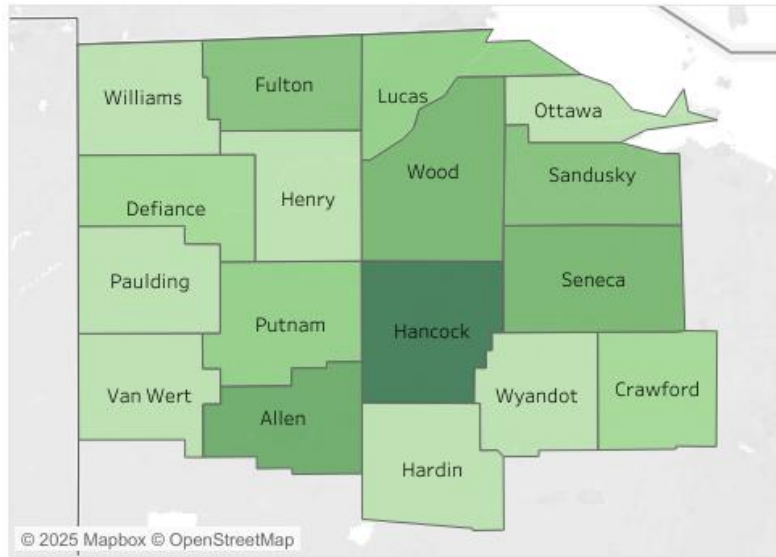 Williams
Fulton
Lucas
Ottawa
Wood
Sandusky
Defiance
Henry
Paulding
Seneca
Putnam
Hancock
Van Wert
Allen
Wyandot
Crawford
Hardin
© 2025 Mapbox © OpenStreetMap